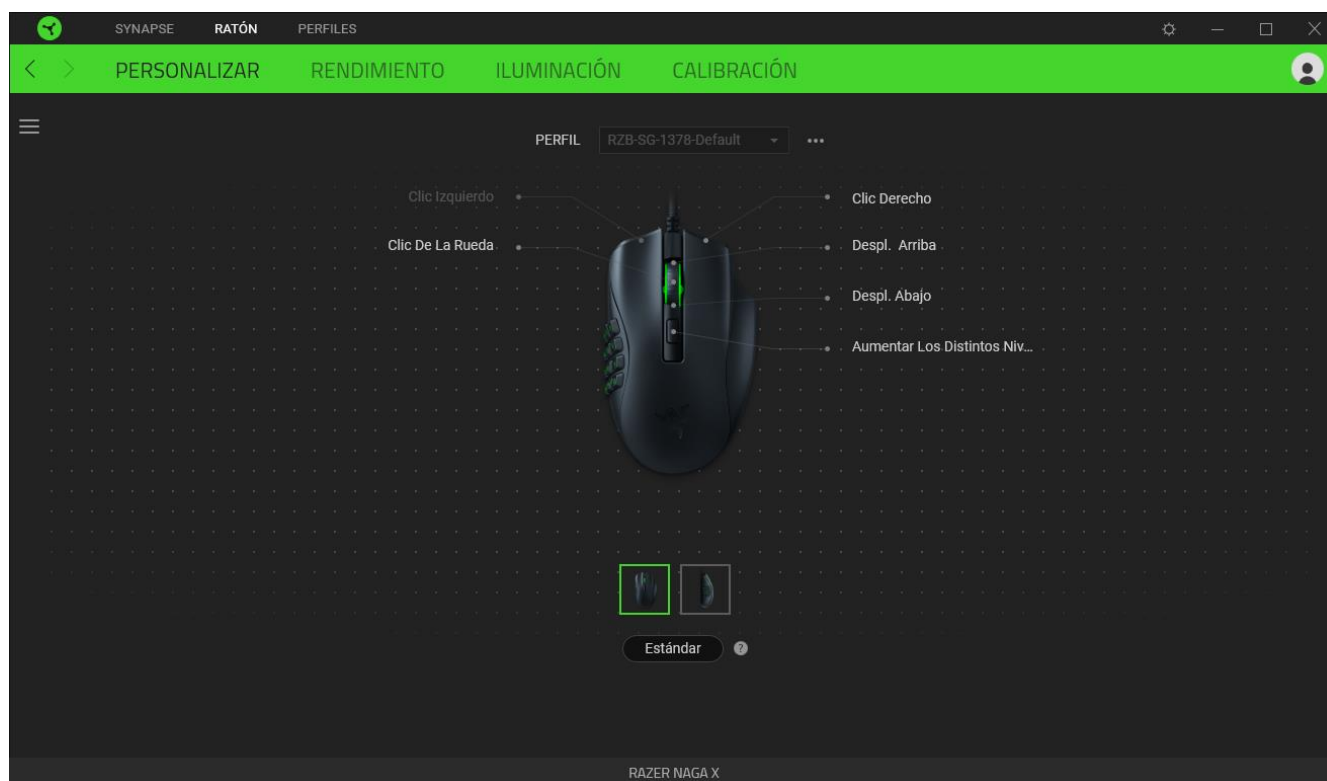 SYNAPSE RATÓN PERFILES
PERSONALIZAR RENDIMIENTO ILUMINACIÓN CALIBRACIÓN
PERFIL RZB-SG-1378-Default
Clic Izquierdo Clic Derecho
Clic De La Rueda Despl. Arriba
Despl. Abajo
Aumentar Los Distintos Niv...
Estándar ?
RAZER NAGA X